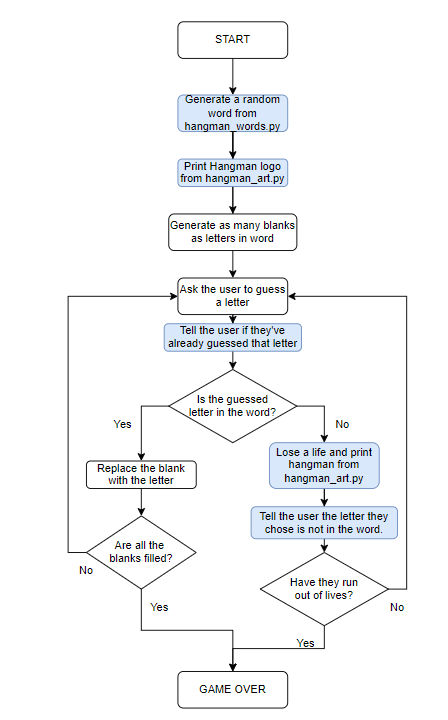 START
Generate a random
word from
hangman_words.py
Print Hangman logo
from hangman_art.py
Generate as many blanks
as letters in word
Ask the user to guess
a letter
Tell the user if they've
already guessed that letter
Is the guessed
letter in the word?
Yes
No
Replace the blank
with the letter
Lose a life and print
hangman from
hangman_art.py
Tell the user the letter they
chose is not in the word.
Are all the
blanks filled?
No
Yes
Have they run
out of lives?
No
Yes
GAME OVER